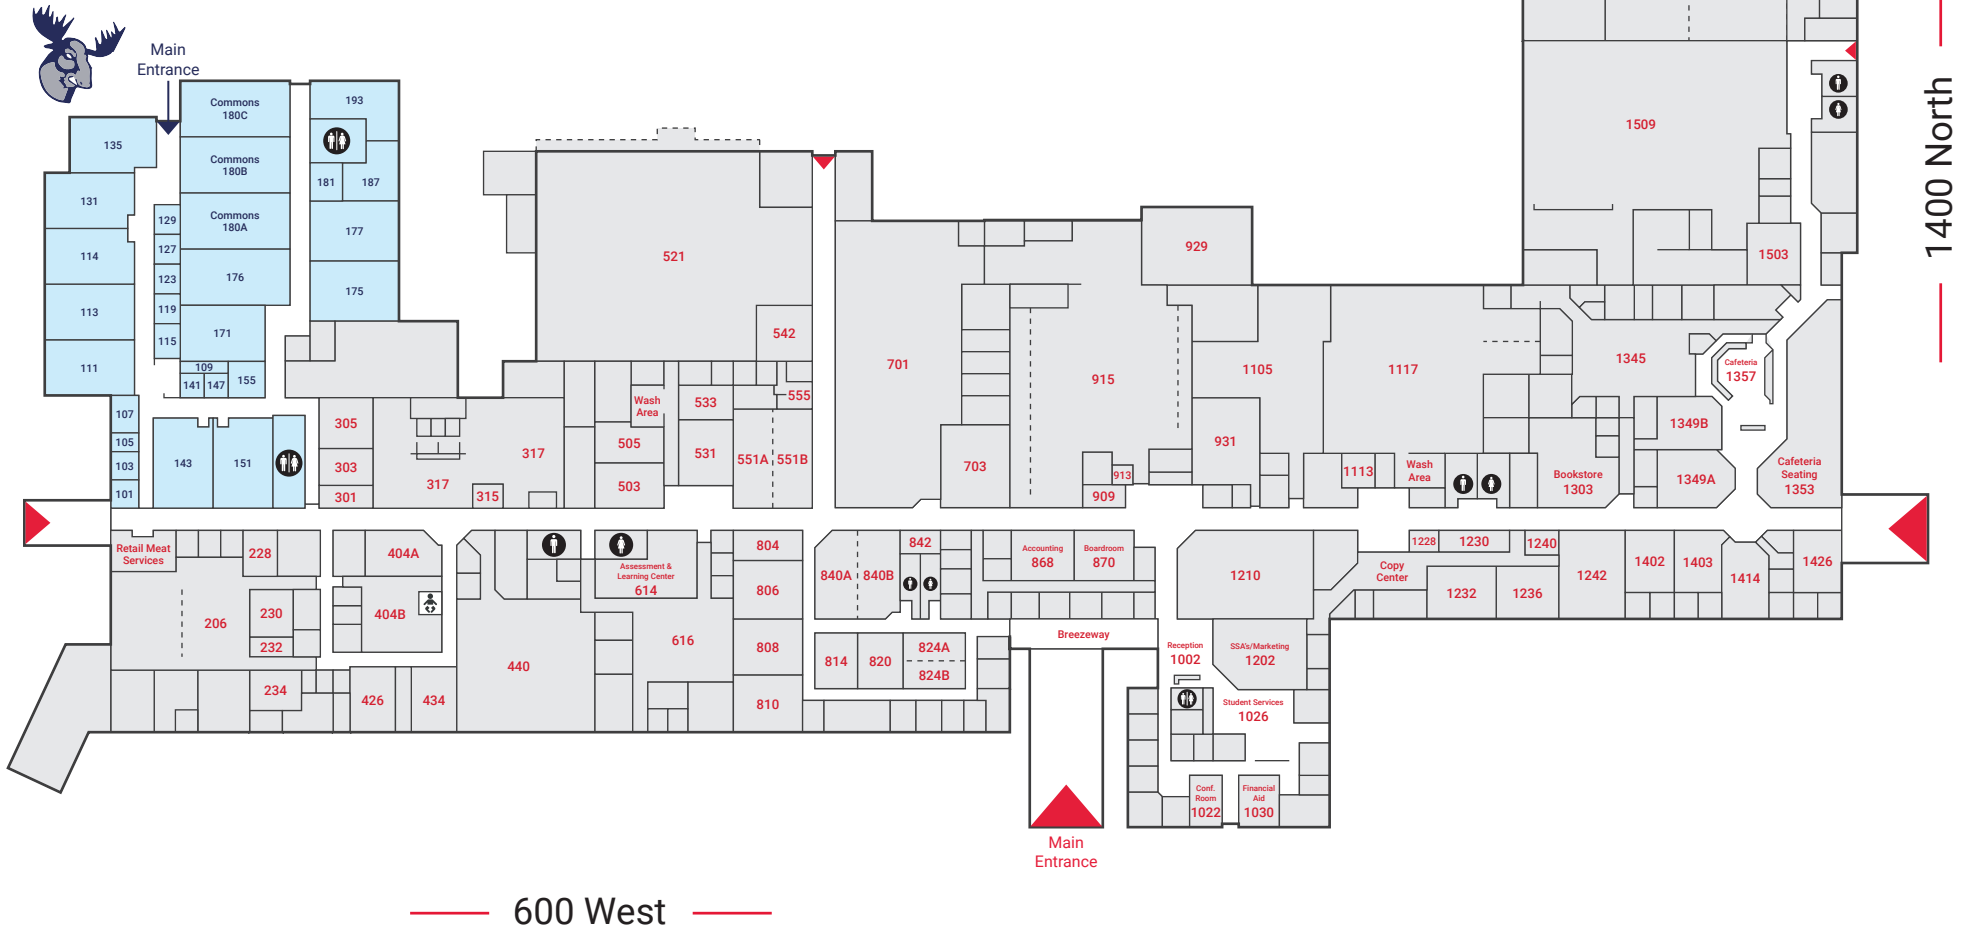 Main
Entrance
135
131
114
113
111
107
105
103
101
129
127
123
119
115
Commons
180C
Commons
180B
Commons
180A
176
171
109
141
147
155
143
151
193
181
187
177
175
305
303
301
317
317
315
521
542
Wash
Area
505
503
533
531
555
551A
551B
701
703
915
913
909
929
931
1105
1117
1113
Wash
Area
1509
1503
1345
Cafeteria
1357
1349B
1349A
Bookstore
1303
Cafeteria
Seating
1353
1400 North
Retail Meat
Services
228
206
230
232
234
404A
404B
426
434
440
Assessment &
Learning Center
614
616
804
806
808
810
840A
840B
842
814
820
824A
824B
Accounting
868
Boardroom
870
Breezeway
Main
Entrance
1210
Reception
1002
SSA's/Marketing
1202
Student Services
1026
Conf.
Room
1022
Financial
Aid
1030
Copy
Center
1228
1230
1240
1232
1236
1242
1402
1403
1414
1426
600 West